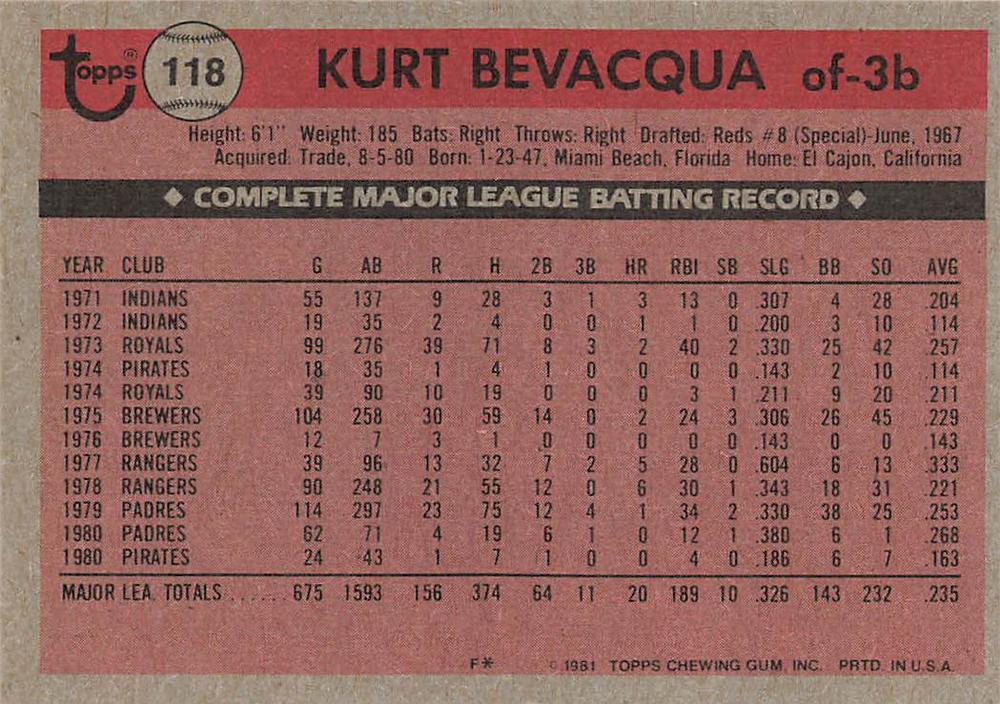 Topps® 118 KURT BEVACQUA of-3b
Height: 6'1" Weight: 185 Bats: Right Throws: Right Drafted: Reds #8 (Special)-June, 1967
Acquired: Trade, 8-5-80 Born: 1-23-47, Miami Beach, Florida Home: El Cajon, California
◆ COMPLETE MAJOR LEAGUE BATTING RECORD ◆
YEAR CLUB G AB R H 2B 3B HR RBI SB SLG BB SO AVG
1971 INDIANS 55 137 9 28 3 1 3 13 0 .307 4 28 .204
1972 INDIANS 19 35 2 4 0 0 1 1 0 .200 3 10 .114
1973 ROYALS 99 276 39 71 8 3 2 40 2 .330 25 42 .257
1974 PIRATES 18 35 1 4 1 0 0 0 0 .143 2 10 .114
1974 ROYALS 39 90 10 19 0 0 0 3 1 .211 9 20 .211
1975 BREWERS 104 258 30 59 14 0 2 24 3 .306 26 45 .229
1976 BREWERS 12 7 3 1 0 0 0 0 0 .143 0 0 .143
1977 RANGERS 39 96 13 32 7 2 5 28 0 .604 6 13 .333
1978 RANGERS 90 248 21 55 12 0 6 30 1 .343 18 31 .221
1979 PADRES 114 297 23 75 12 4 1 34 2 .330 38 25 .253
1980 PADRES 62 71 4 19 6 1 0 12 1 .380 6 1 .268
1980 PIRATES 24 43 1 7 1 0 0 4 0 .186 6 7 .163
MAJOR LEA. TOTALS ...... 675 1593 156 374 64 11 20 189 10 .326 143 232 .235
F* © 1981 TOPPS CHEWING GUM, INC. PRTD. IN U.S.A.